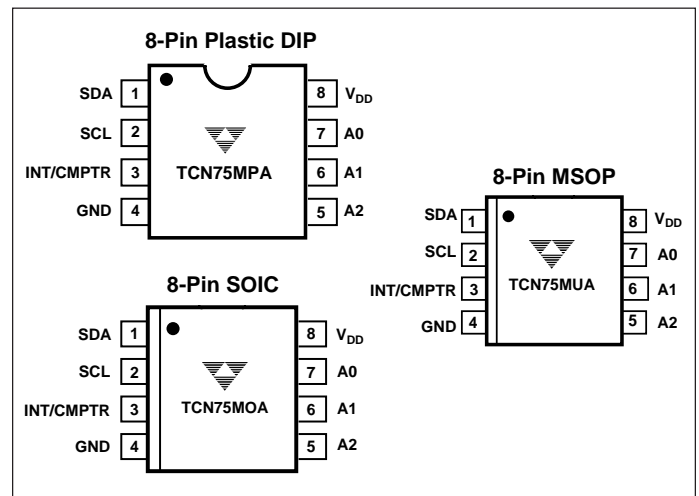 8-Pin Plastic DIP
SDA 1 8 VDD
SCL 2 7 A0
TCN75MPA
INT/CMPTR 3 6 A1
GND 4 5 A2
8-Pin MSOP
SDA 1 8 VDD
SCL 2 7 A0
INT/CMPTR 3 TCN75MUA 6 A1
GND 4 5 A2
8-Pin SOIC
SDA 1 8 VDD
SCL 2 7 A0
INT/CMPTR 3 TCN75MOA 6 A1
GND 4 5 A2